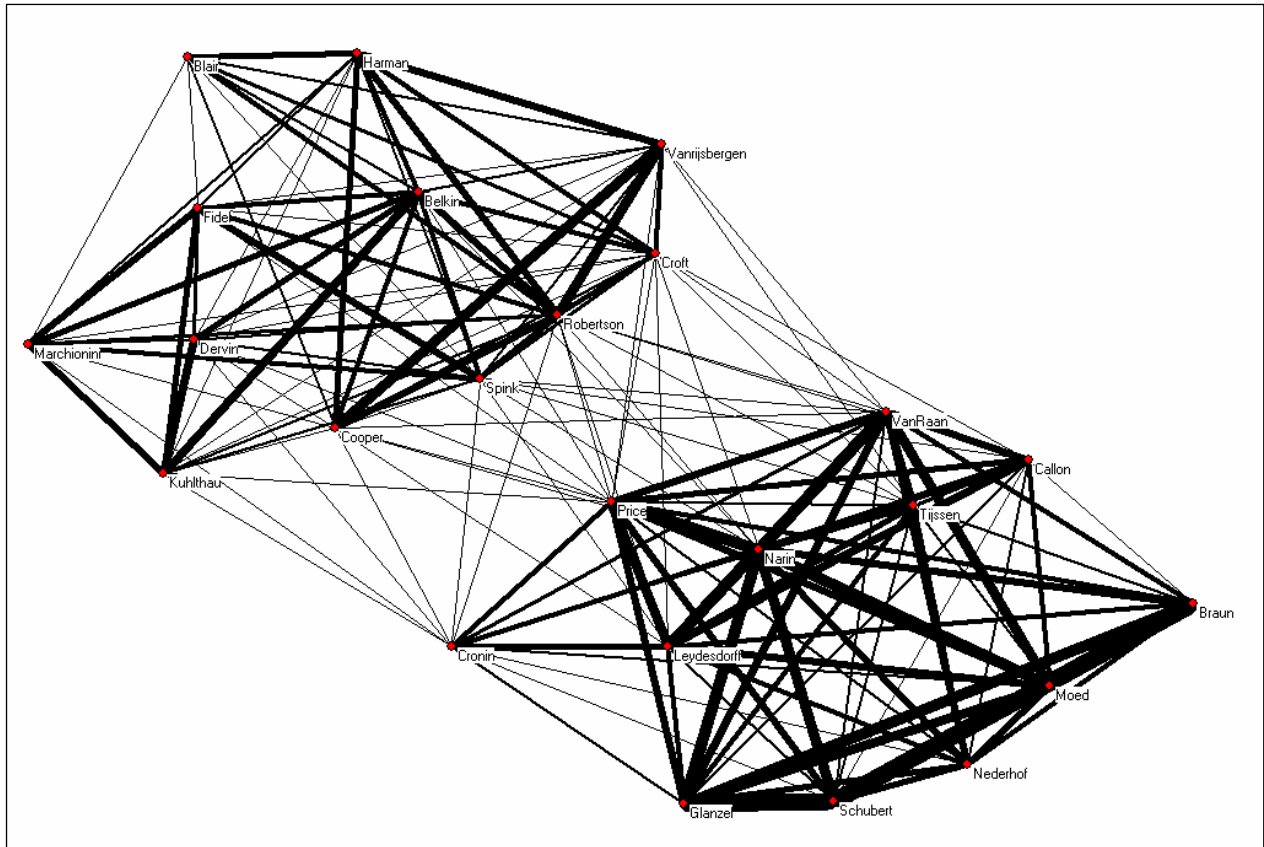 Blair
Harman
Vanrijsbergen
Belkin
Fidel
Croft
Robertson
Dervin
Marchionini
Spink
VanRaan
Cooper
Callon
Kuhlthau
Price
Tijssen
Narin
Braun
Cronin
Leydesdorff
Moed
Nederhof
Glanzel
Schubert